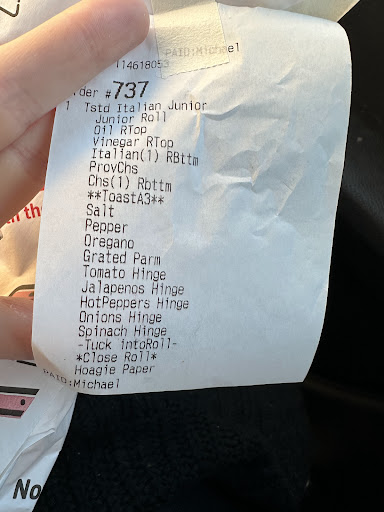 PAID:Michael
114618053
der #737
1 Tstd Italian Junior
Junior Roll
Oil RTop
Vinegar RTop
Italian(1) RBttm
ProvChs
Chs(1) Rbttm
**ToastA3**
Salt
Pepper
Oregano
Grated Parm
Tomato Hinge
Jalapenos Hinge
HotPeppers Hinge
Onions Hinge
Spinach Hinge
-Tuck intoRoll-
*Close Roll*
Hoagie Paper
PAID:Michael
the
No